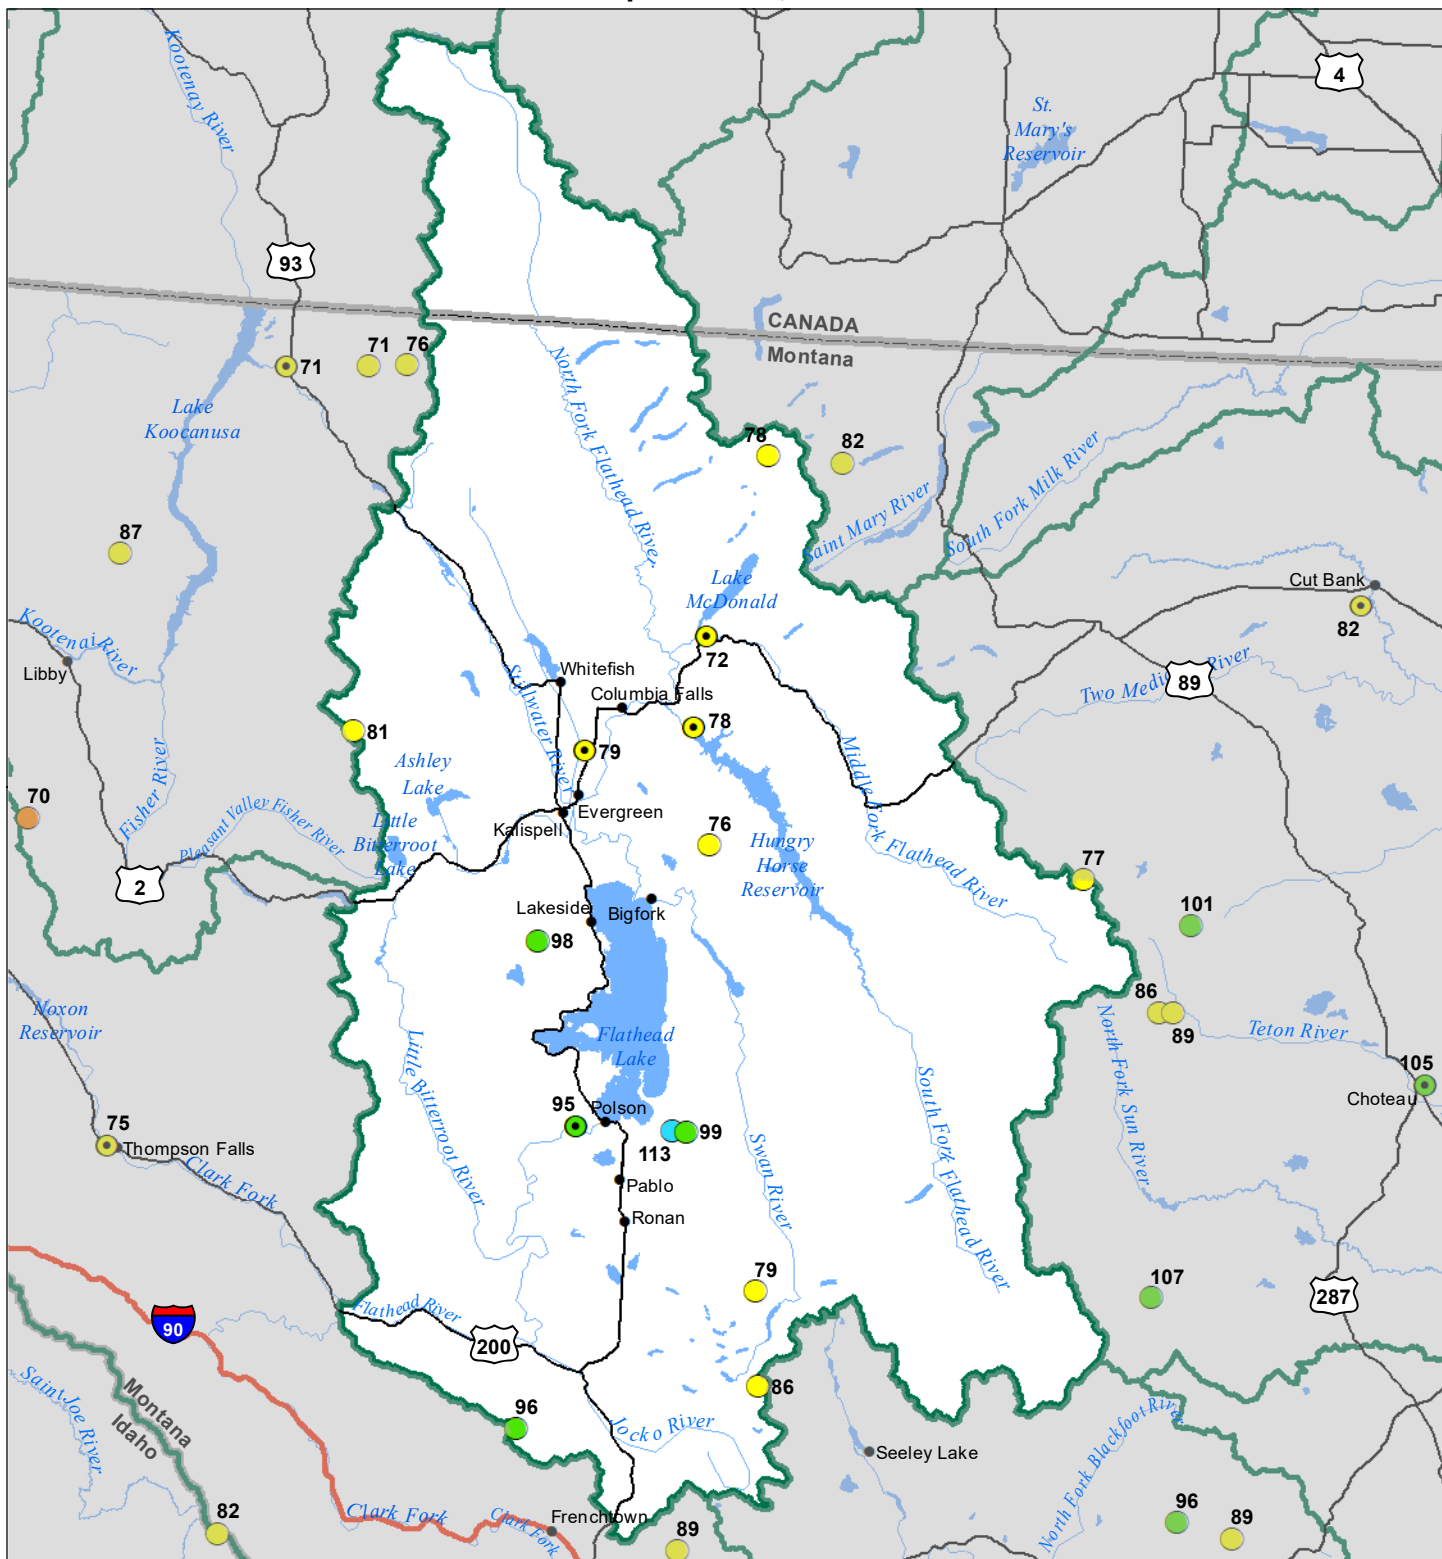 Kootenay River
4
St.
Mary's
Reservoir
93
CANADA
Montana
71
71
76
North Fork Flathead River
Lake
Koocanusa
78
82
South Fork Milk River
Saint Mary River
87
Lake
McDonald
Cut Bank
82
Kootenai River
Libby
72
Whitefish
Columbia Falls
Stillwater River
Two Medicine River
89
81
78
79
Ashley
Lake
Middle Fork Flathead River
Fisher River
70
Evergreen
Kalispell
Little
Bitterroot
Lake
Pleasant Valley Fisher River
2
76
Hungry
Horse
Reservoir
77
101
Lakeside
Bigfork
98
Noxon
Reservoir
86
89
North Fork Sun River
Teton River
Flathead
Lake
Little Bitterroot River
105
Choteau
95
Polson
113
99
75
Thompson Falls
Clark Fork
Pablo
Ronan
Swan River
South Fork Flathead River
79
107
287
Flathead River
90
200
86
Saint Joe River
Montana
Idaho
96
Jocko River
Seeley Lake
North Fork Blackfoot River
82
Clark Fork
Clark Fork
Frenchtown
89
96
89